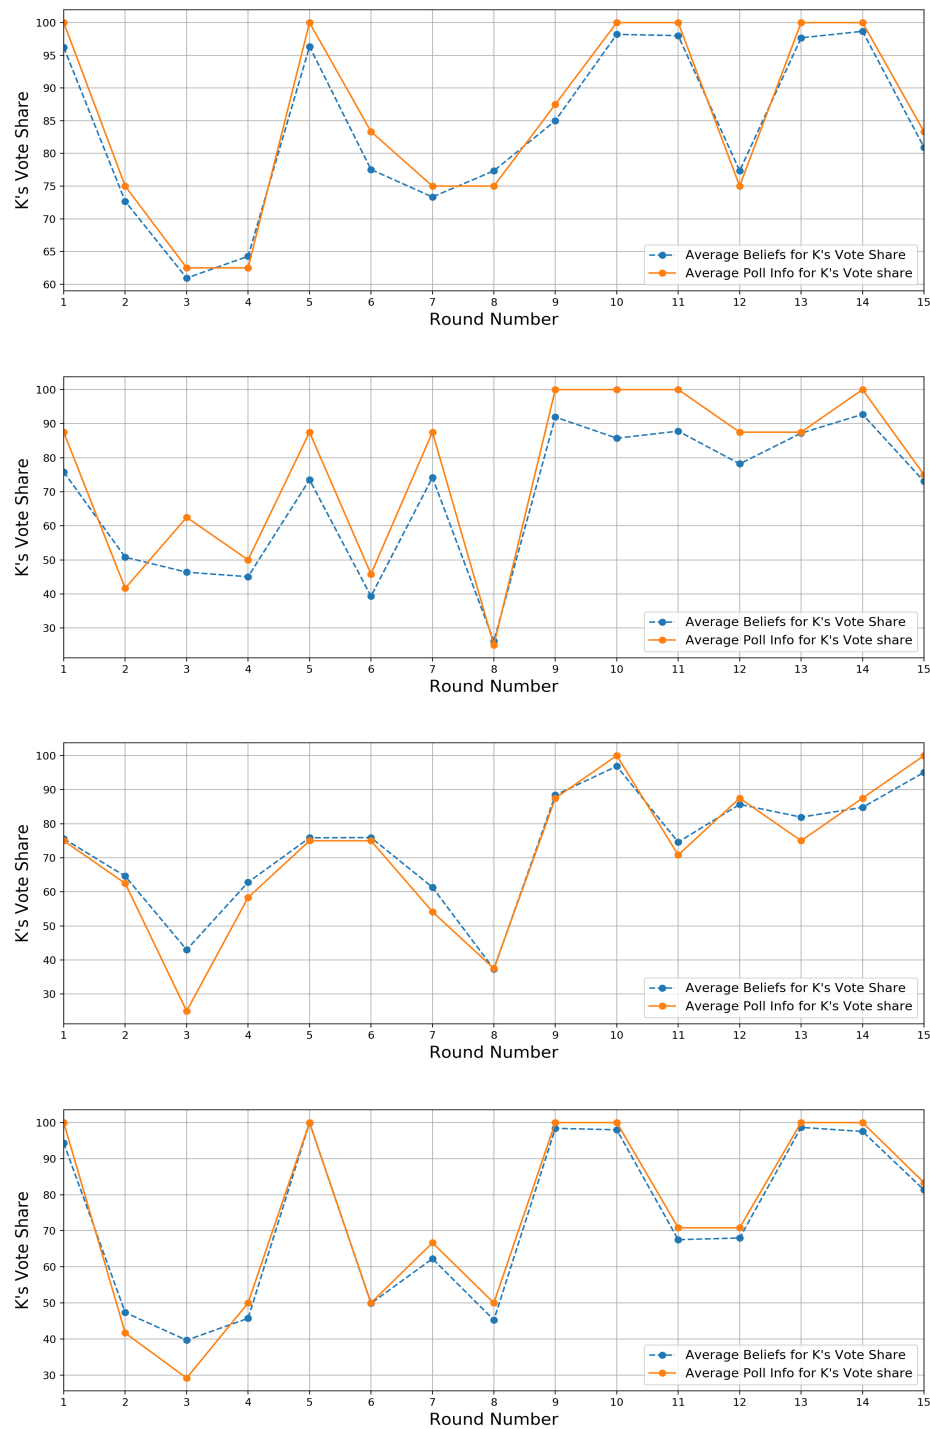 K's Vote Share
100
95
90
85
80
75
70
65
60
Average Beliefs for K's Vote Share
Average Poll Info for K's Vote share
1 2 3 4 5 6 7 8 9 10 11 12 13 14 15
Round Number
K's Vote Share
100
90
80
70
60
50
40
30
Average Beliefs for K's Vote Share
Average Poll Info for K's Vote share
1 2 3 4 5 6 7 8 9 10 11 12 13 14 15
Round Number
K's Vote Share
100
90
80
70
60
50
40
30
Average Beliefs for K's Vote Share
Average Poll Info for K's Vote share
1 2 3 4 5 6 7 8 9 10 11 12 13 14 15
Round Number
K's Vote Share
100
90
80
70
60
50
40
30
Average Beliefs for K's Vote Share
Average Poll Info for K's Vote share
1 2 3 4 5 6 7 8 9 10 11 12 13 14 15
Round Number